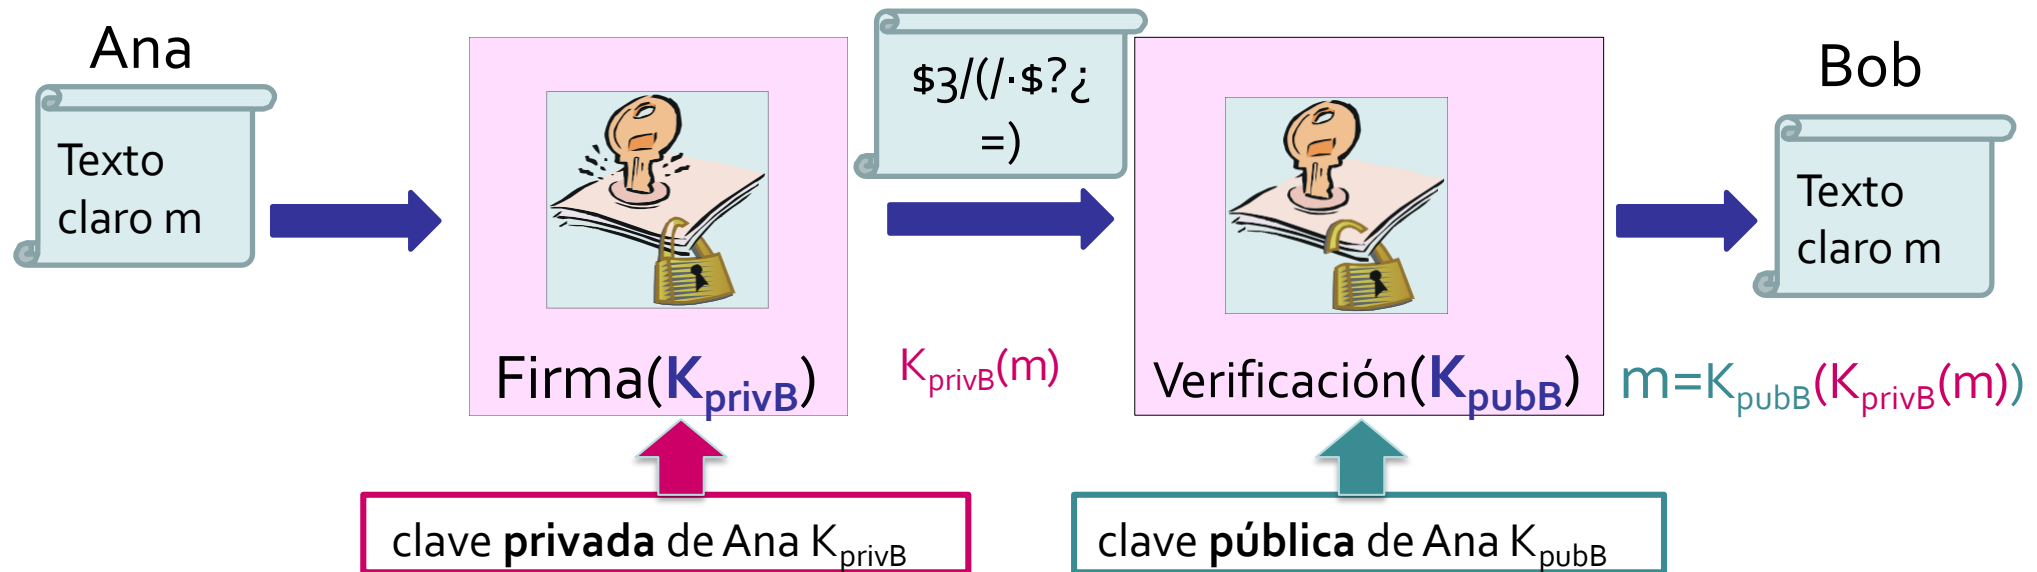 Ana
Texto
claro m
Firma(KprivB)
$3/(/·$?¿
=)
KprivB(m)
Verificación(KpubB)
Bob
Texto
claro m
m=KpubB(KprivB(m))
clave privada de Ana KprivB
clave pública de Ana KpubB